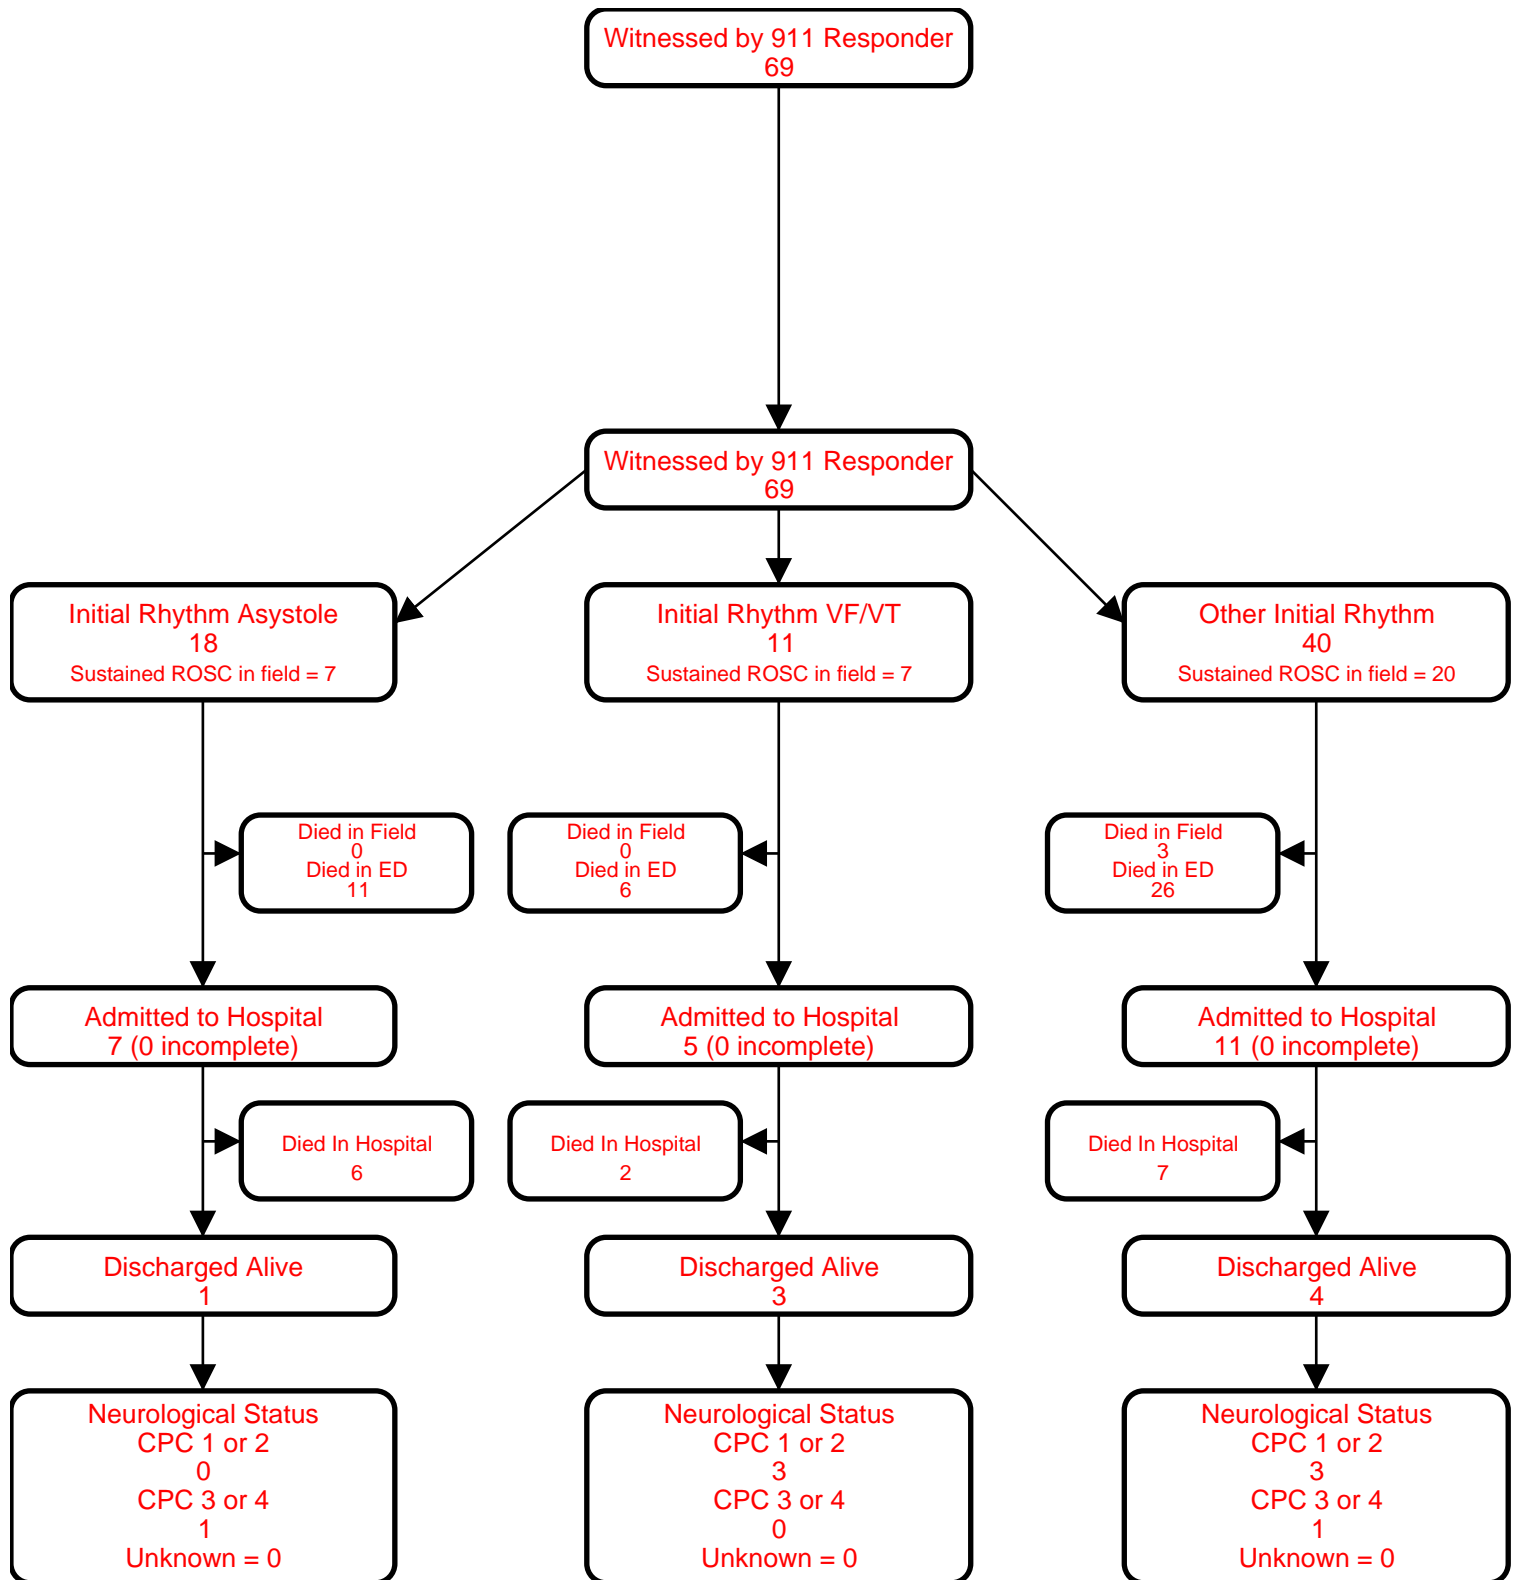 Witnessed by 911 Responder
69
Witnessed by 911 Responder
69
Initial Rhythm Asystole
18
Sustained ROSC in field = 7
Initial Rhythm VF/VT
11
Sustained ROSC in field = 7
Other Initial Rhythm
40
Sustained ROSC in field = 20
Died in Field
0
Died in ED
11
Died in Field
0
Died in ED
6
Died in Field
3
Died in ED
26
Admitted to Hospital
7 (0 incomplete)
Admitted to Hospital
5 (0 incomplete)
Admitted to Hospital
11 (0 incomplete)
Died In Hospital
6
Died In Hospital
2
Died In Hospital
7
Discharged Alive
1
Discharged Alive
3
Discharged Alive
4
Neurological Status
CPC 1 or 2
0
CPC 3 or 4
1
Unknown = 0
Neurological Status
CPC 1 or 2
3
CPC 3 or 4
0
Unknown = 0
Neurological Status
CPC 1 or 2
3
CPC 3 or 4
1
Unknown = 0